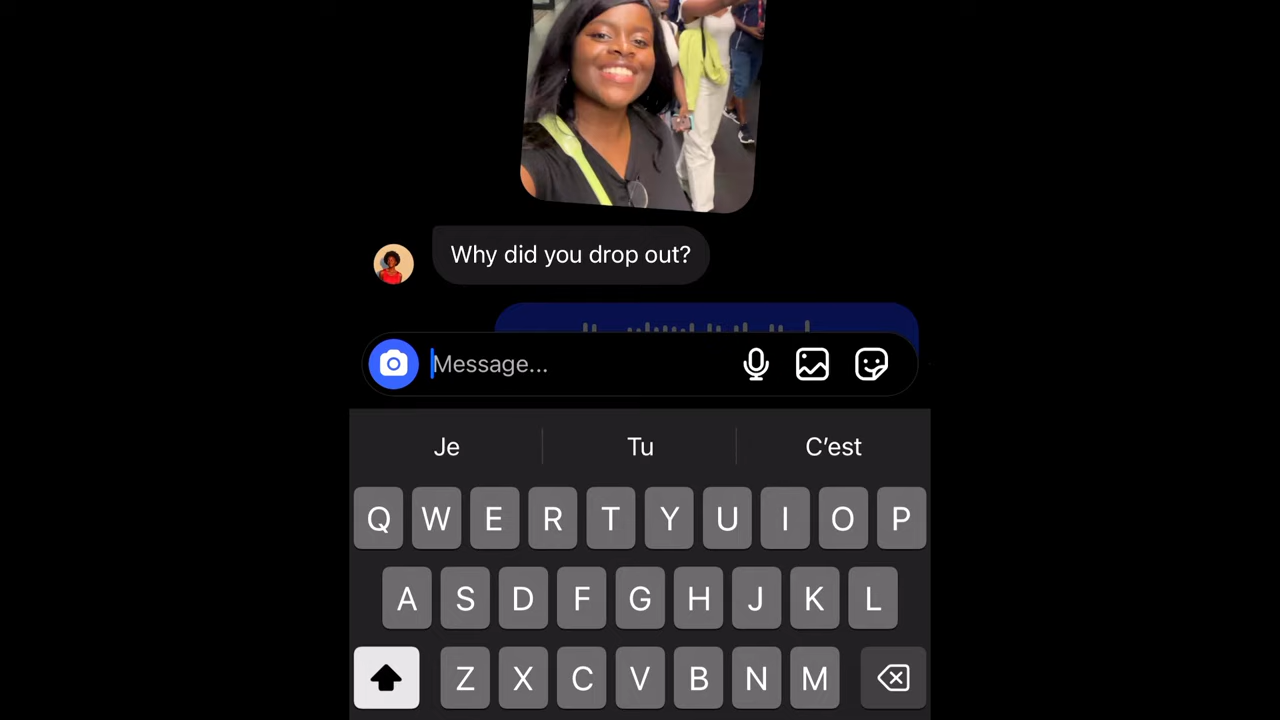 Why did you drop out?
Message...
Je Tu C’est
Q W E R T Y U I O P
A S D F G H J K L
Z X C V B N M